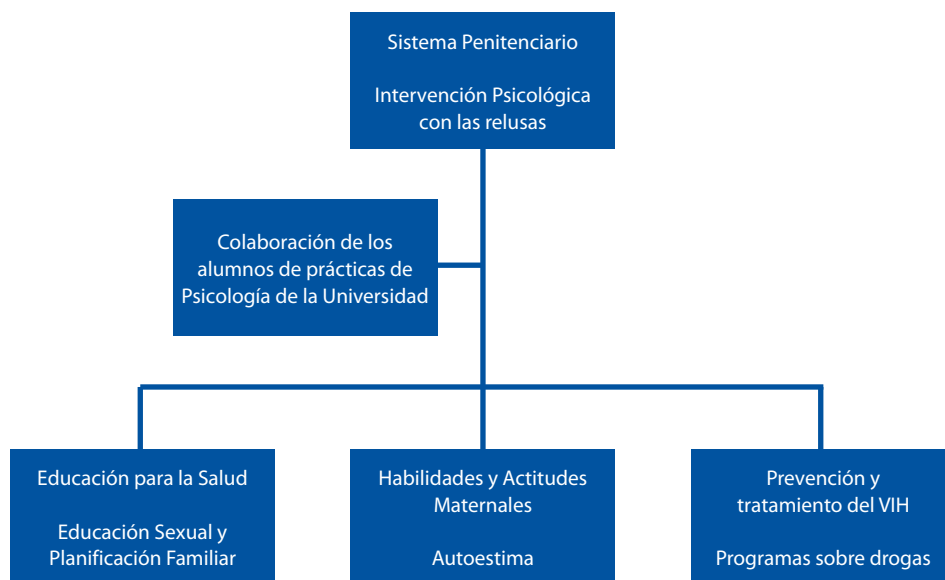 Sistema Penitenciario
Intervención Psicológica
con las relusas
Colaboración de los
alumnos de prácticas de
Psicología de la Universidad
Educación para la Salud
Educación Sexual y
Planificación Familiar
Habilidades y Actitudes
Maternales
Autoestima
Prevención y
tratamiento del VIH
Programas sobre drogas